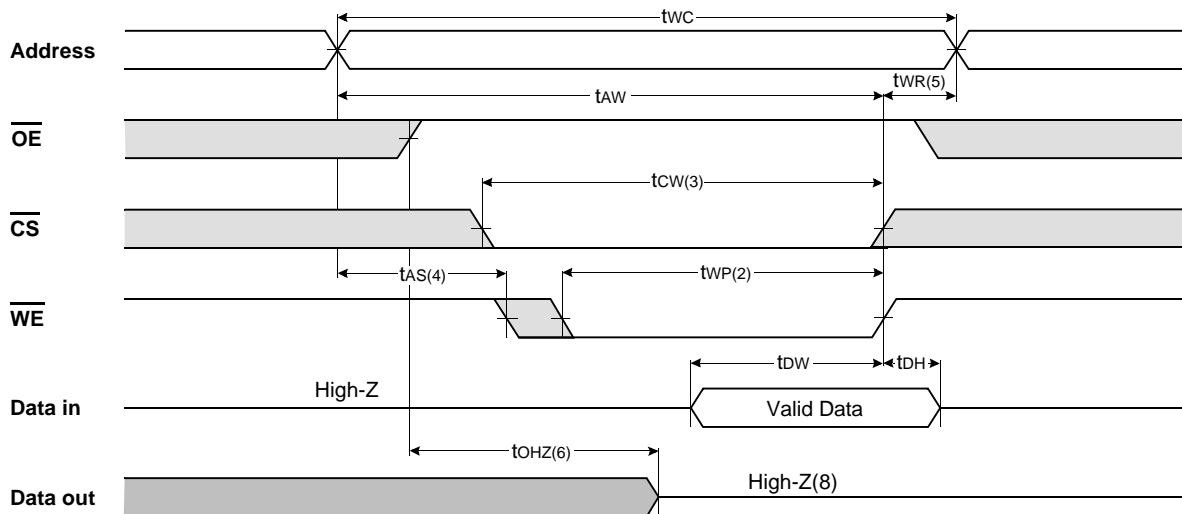 tWC
Address
tWR(5)
tAW
OE
tCW(3)
CS
tAS(4)
tWP(2)
WE
tDW
tDH
High-Z
Data in
Valid Data
tOHZ(6)
High-Z(8)
Data out